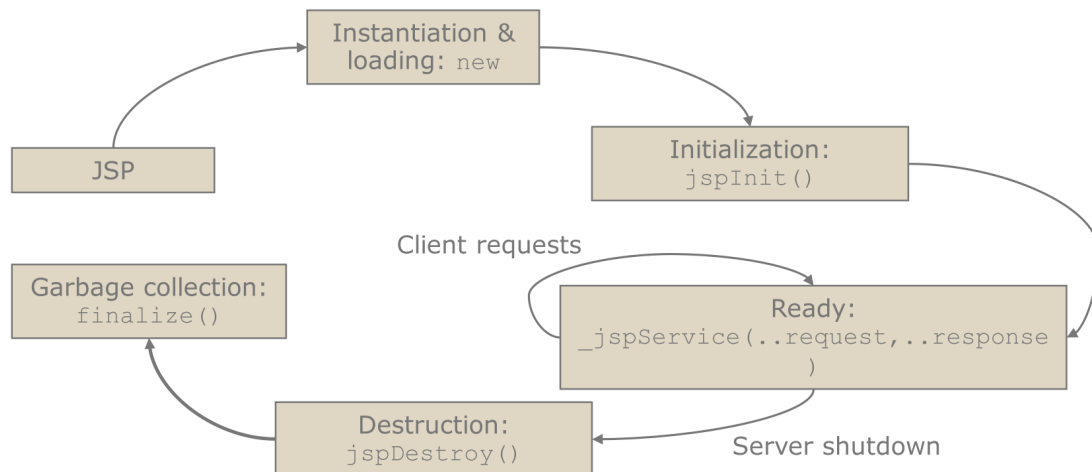 Instantiation &
loading: new
JSP
Initialization:
jspInit()
Client requests
Garbage collection:
finalize()
Ready:
_jspService(..request,..response
)
Destruction:
jspDestroy()
Server shutdown